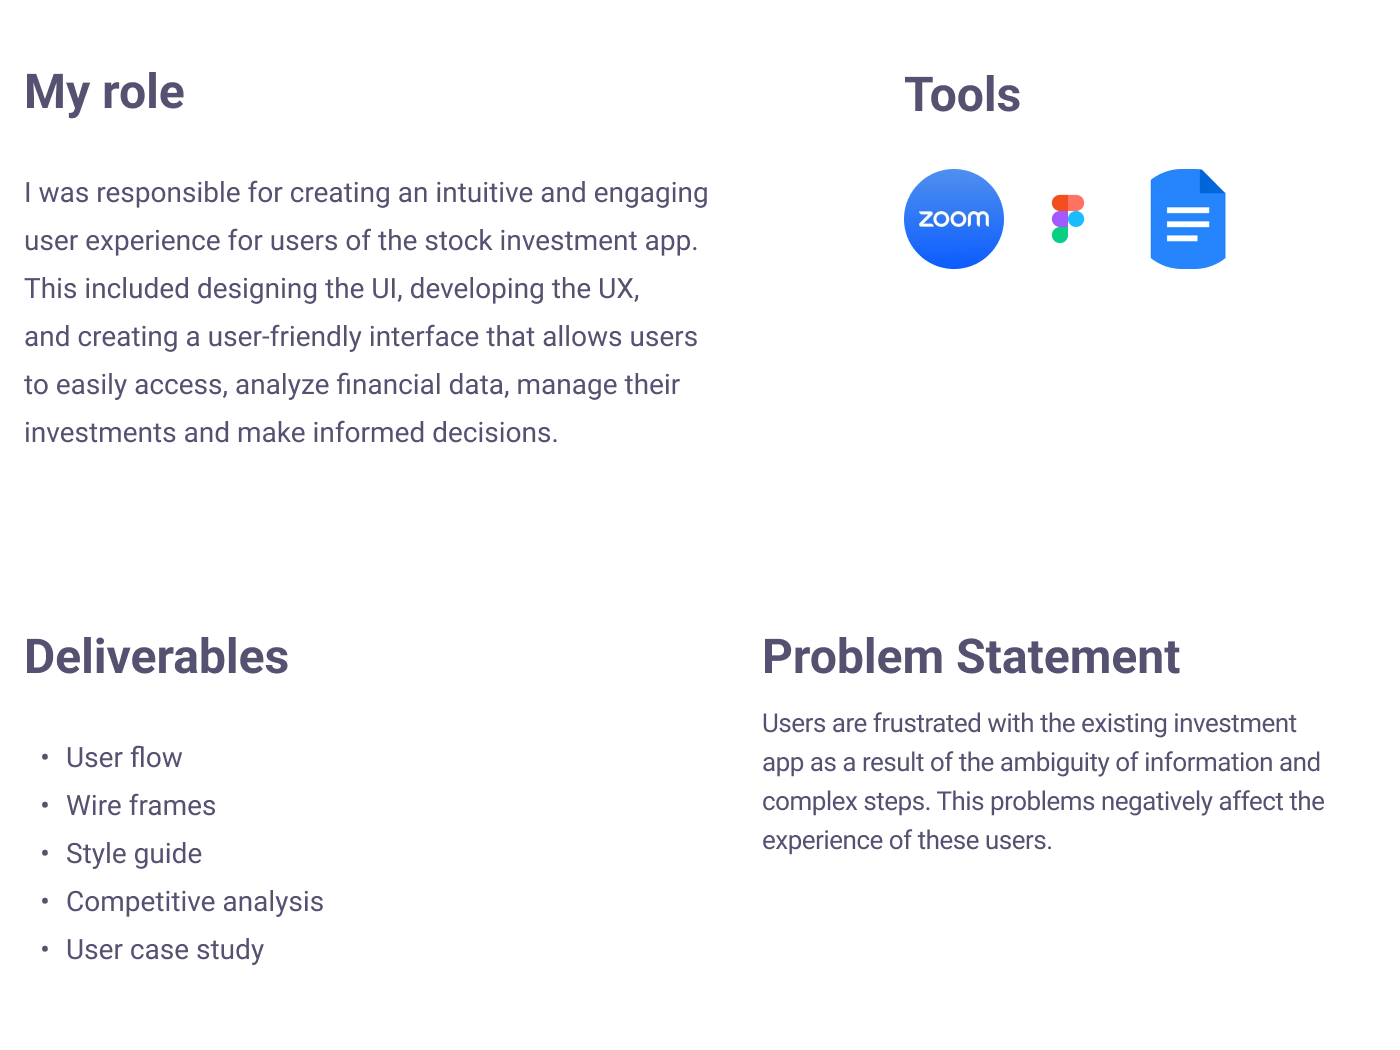 My role
I was responsible for creating an intuitive and engaging
user experience for users of the stock investment app.
This included designing the UI, developing the UX,
and creating a user-friendly interface that allows users
to easily access, analyze financial data, manage their
investments and make informed decisions.
Tools
zoom
Deliverables
• User flow
• Wire frames
• Style guide
• Competitive analysis
• User case study
Problem Statement
Users are frustrated with the existing investment
app as a result of the ambiguity of information and
complex steps. This problems negatively affect the
experience of these users.